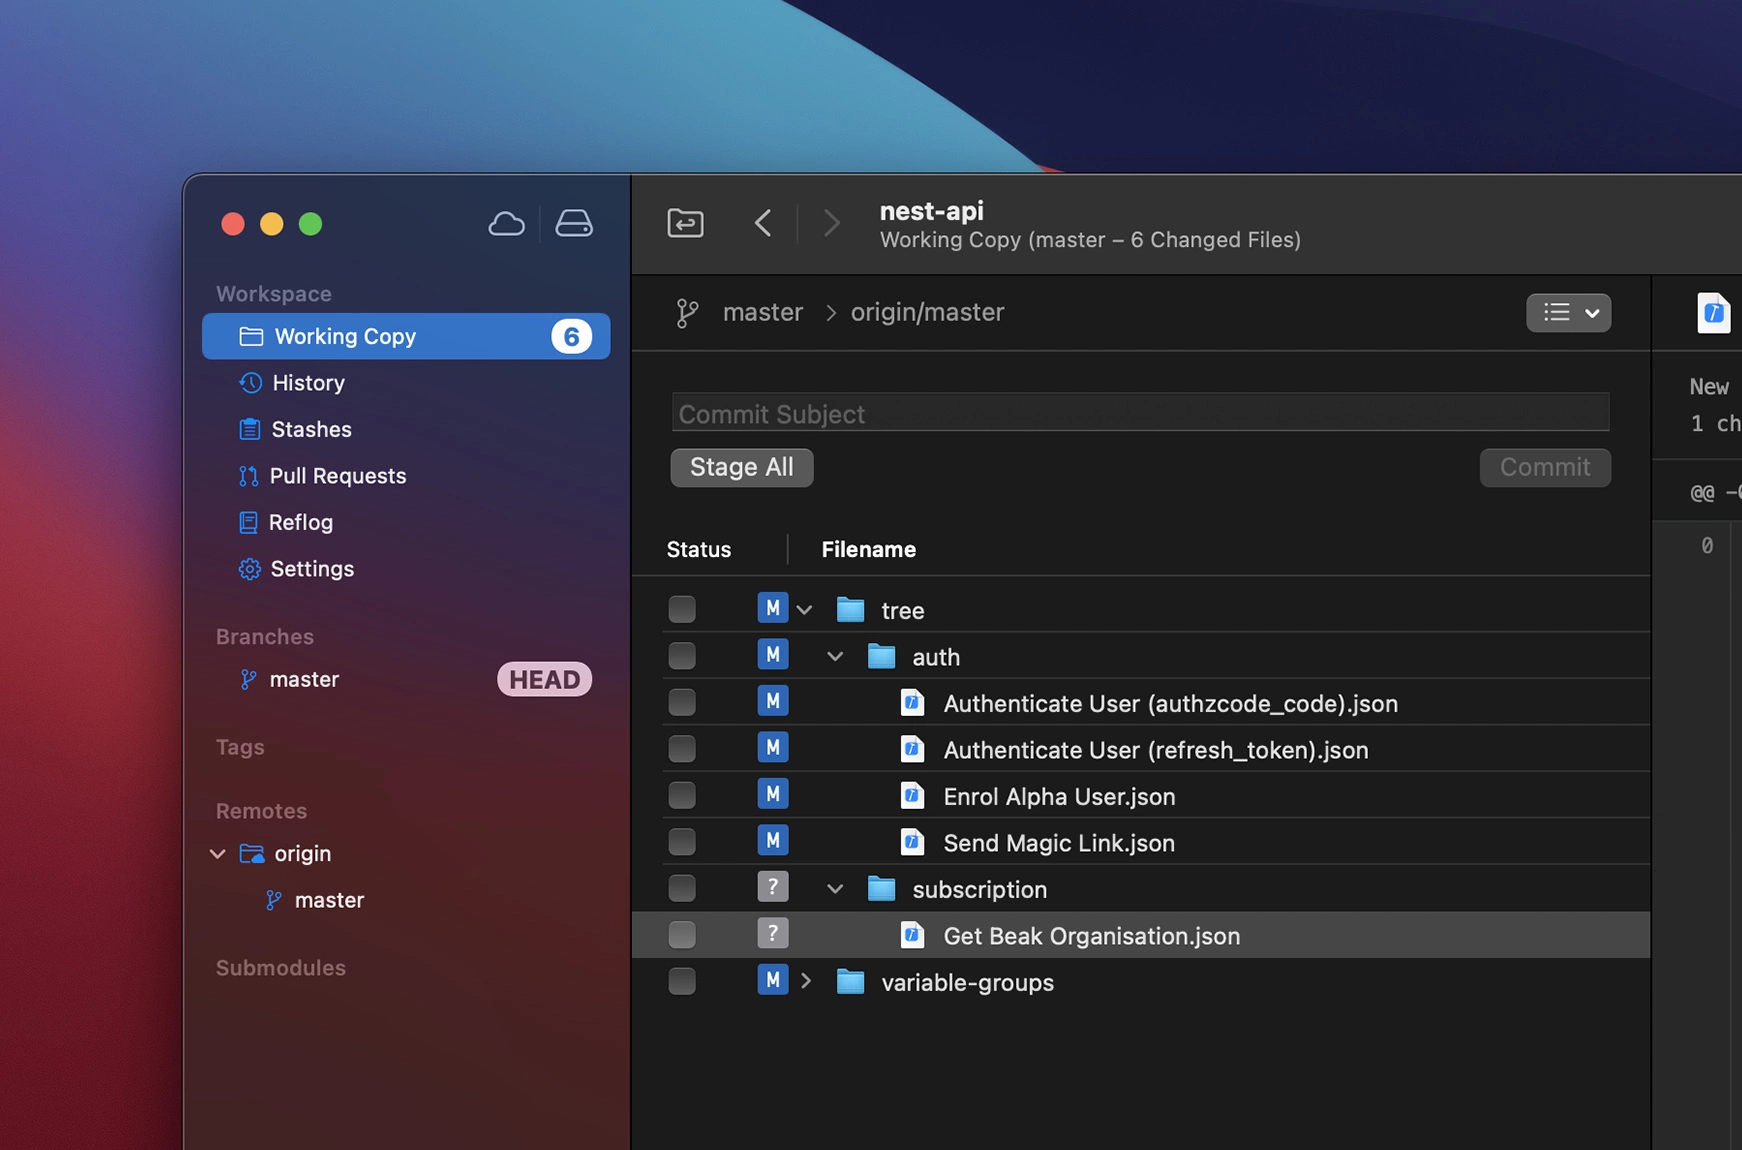 Workspace
Working Copy 6
History
Stashes
Pull Requests
Reflog
Settings
Branches
master HEAD
Tags
Remotes
origin
master
Submodules
nest-api
Working Copy (master – 6 Changed Files)
master > origin/master
Commit Subject
Stage All Commit
Status Filename
M tree
M auth
M Authenticate User (authzcode_code).json
M Authenticate User (refresh_token).json
M Enrol Alpha User.json
M Send Magic Link.json
? subscription
? Get Beak Organisation.json
M variable-groups
New
1 ch
@@
0